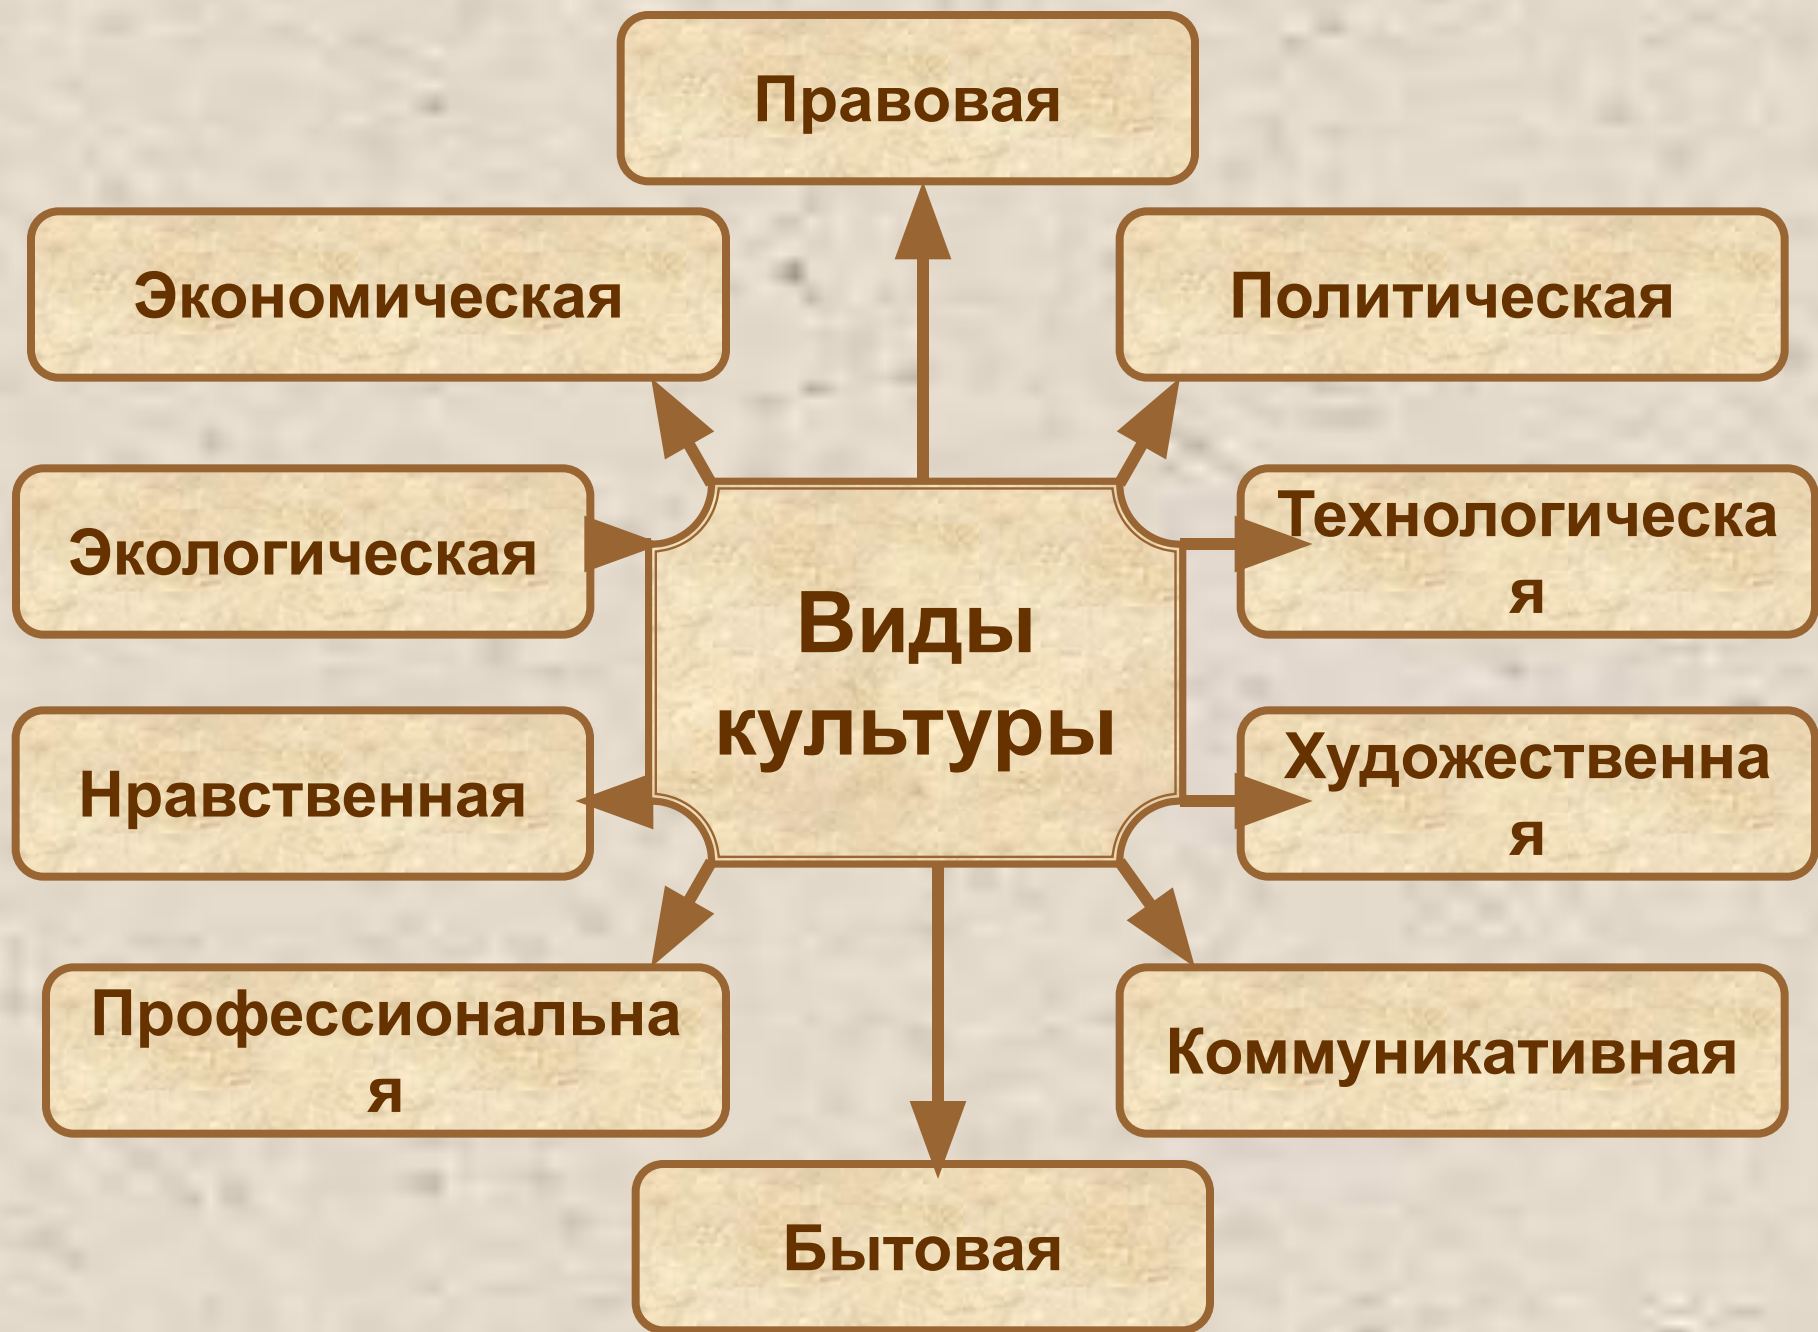 Правовая
Экономическая
Политическая
Экологическая
Технологическа
я
Виды
культуры
Нравственная
Художественна
я
Профессиональна
я
Коммуникативная
Бытовая